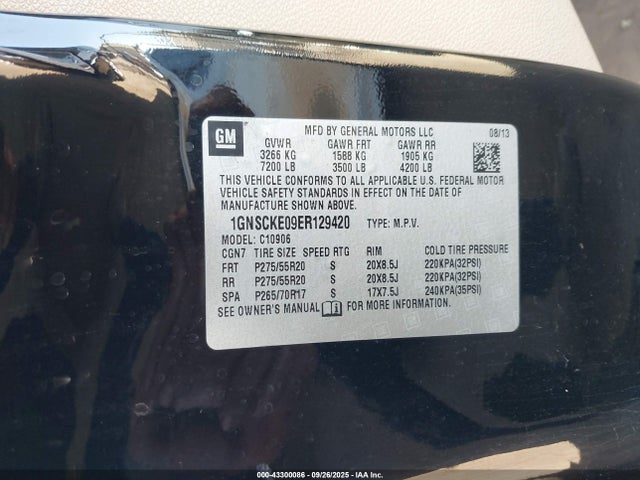 GM
MFD BY GENERAL MOTORS LLC 08/13
GVWR GAWR FRT GAWR RR
3266 KG 1588 KG 1905 KG
7200 LB 3500 LB 4200 LB
THIS VEHICLE CONFORMS TO ALL APPLICABLE U.S. FEDERAL MOTOR
VEHICLE SAFETY STANDARDS IN EFFECT ON THE DATE OF
MANUFACTURE SHOWN ABOVE.
1GNSCKE09ER129420 TYPE: M.P.V.
MODEL: C10906
CGN7 TIRE SIZE SPEED RTG RIM COLD TIRE PRESSURE
FRT P275/55R20 S 20X8.5J 220KPA(32PSI)
RR P275/55R20 S 20X8.5J 220KPA(32PSI)
SPA P265/70R17 S 17X7.5J 240KPA(35PSI)
SEE OWNER'S MANUAL FOR MORE INFORMATION.
000-43300086 - 09/26/2025 - IAA Inc.